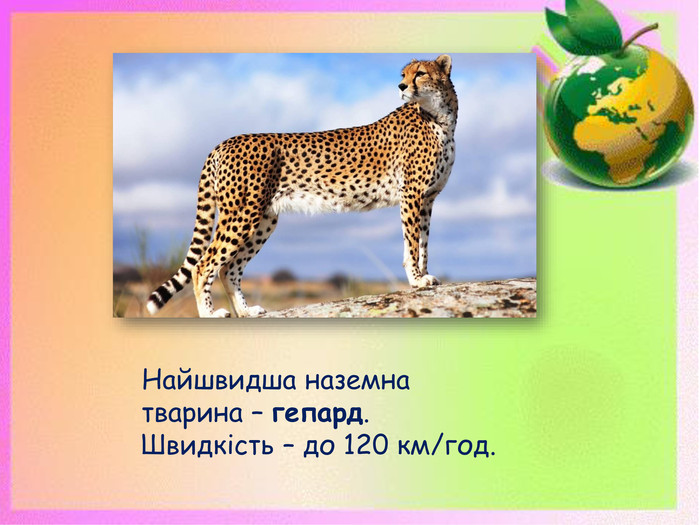 Найшвидша наземна
тварина – гепард.
Швидкість – до 120 км/год.